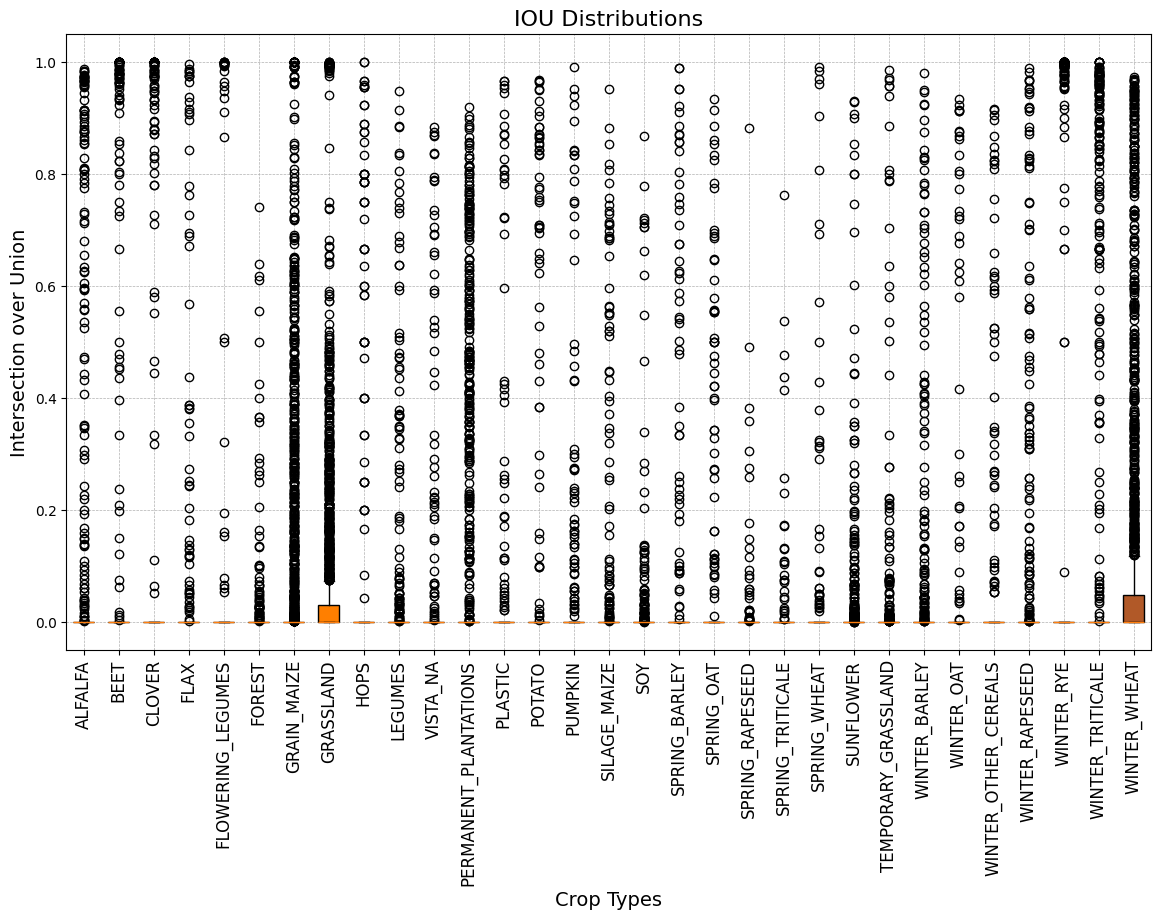 IOU Distributions
Intersection over Union
1.0
0.8
0.6
0.4
0.2
0.0
ALFALFA
BEET
CLOVER
FLAX
FLOWERING_LEGUMES
FOREST
GRAIN_MAIZE
GRASSLAND
HOPS
LEGUMES
VISTA_NA
PERMANENT_PLANTATIONS
PLASTIC
POTATO
PUMPKIN
SILAGE_MAIZE
SOY
SPRING_BARLEY
SPRING_OAT
SPRING_RAPESEED
SPRING_TRITICALE
SPRING_WHEAT
SUNFLOWER
TEMPORARY_GRASSLAND
WINTER_BARLEY
WINTER_OAT
WINTER_OTHER_CEREALS
WINTER_RAPESEED
WINTER_RYE
WINTER_TRITICALE
WINTER_WHEAT
Crop Types